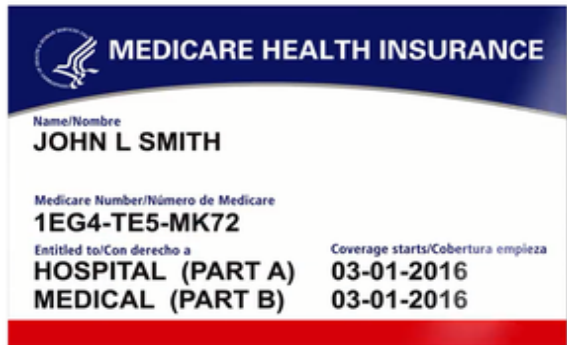 MEDICARE HEALTH INSURANCE
Name/Nombre
JOHN L SMITH
Medicare Number/Número de Medicare
1EG4-TE5-MK72
Entitled to/Con derecho a
HOSPITAL (PART A)
MEDICAL (PART B)
Coverage starts/Cobertura empieza
03-01-2016
03-01-2016